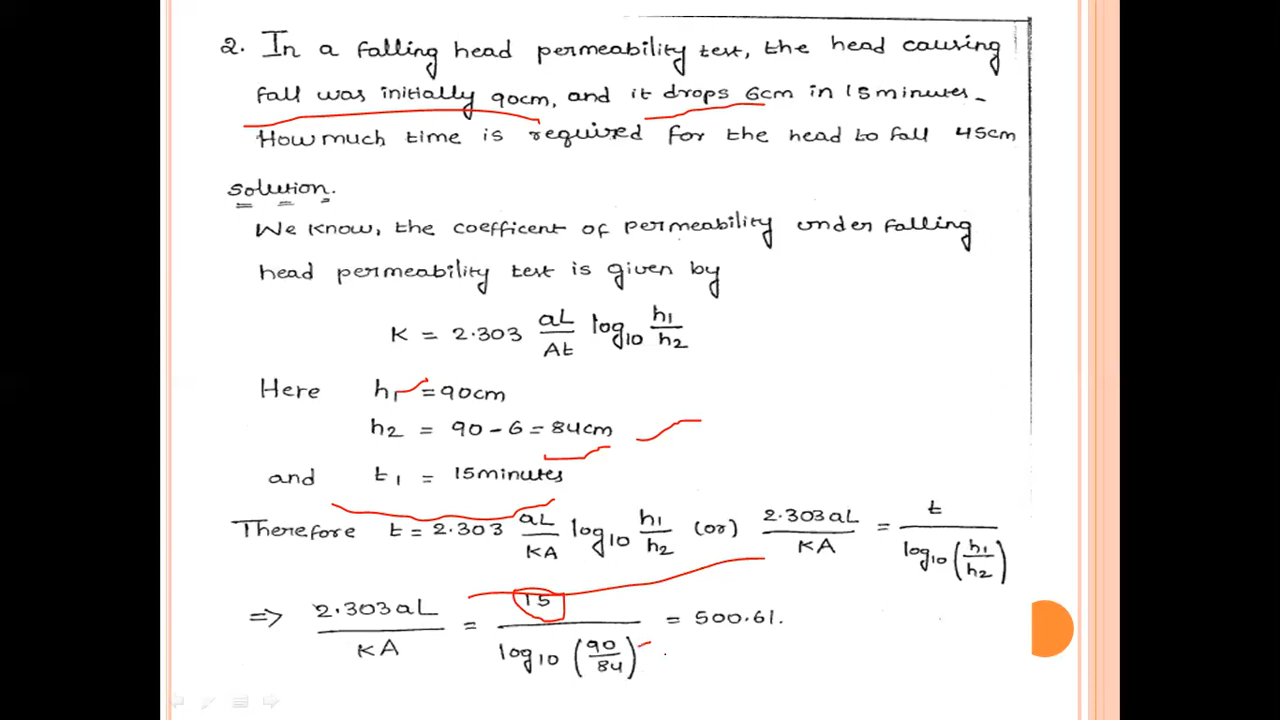 2. In a falling head permeability test, the head causing
fall was initially 90cm, and it drops 6cm in 15minutes.
How much time is required for the head to fall 45cm
solution.
We know, the coefficent of permeability under falling
head permeability test is given by
K = 2.303 aL/At log10 h1/h2
Here h1 = 90cm
h2 = 90-6 = 84cm
and t1 = 15minutes
Therefore t = 2.303 aL/KA log10 h1/h2 (or) 2.303aL/KA = t/log10(h1/h2)
⇒ 2.303aL/KA = 15/log10(90/84) = 500.61.